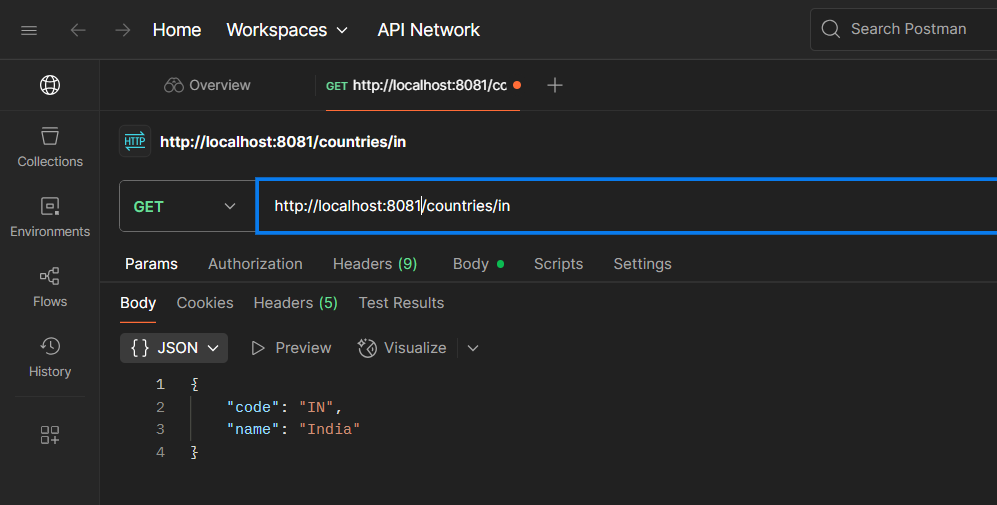 Home Workspaces API Network Search Postman
Overview GET http://localhost:8081/cc
HTTP http://localhost:8081/countries/in
Collections
GET http://localhost:8081/countries/in
Environments
Params Authorization Headers (9) Body Scripts Settings
Flows
Body Cookies Headers (5) Test Results
History
{} JSON Preview Visualize
1 {
2 "code": "IN",
3 "name": "India"
4 }